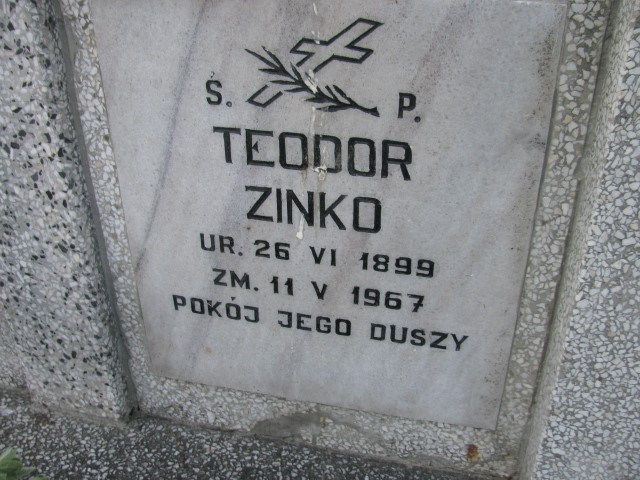 Ś. P.
TEODOR
ZINKO
UR. 26 VI 1899
ZM. 11 V 1967
POKÓJ JEGO DUSZY